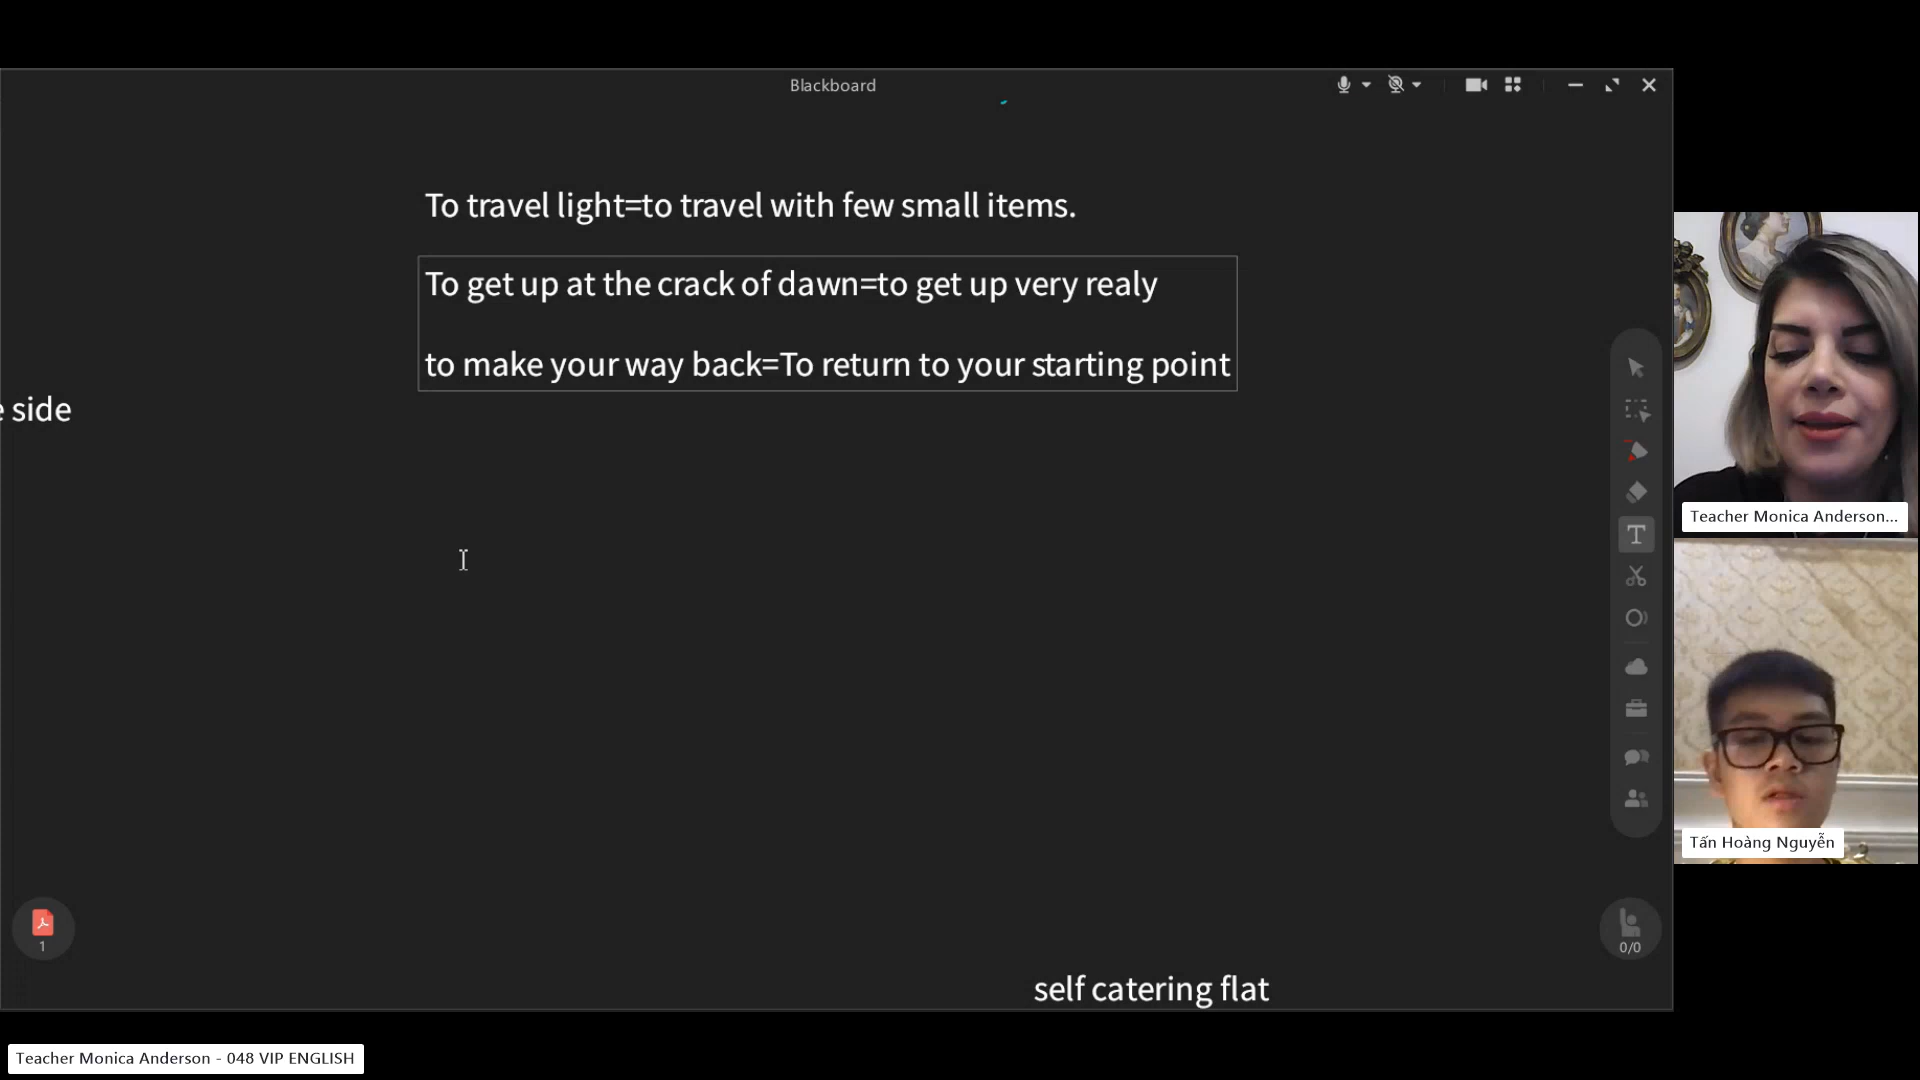 Blackboard
To travel light=to travel with few small items.
To get up at the crack of dawn=to get up very realy
to make your way back=To return to your starting point
e side
self catering flat
T
1
0/0
Teacher Monica Anderson...
Tấn Hoàng Nguyễn
Teacher Monica Anderson - 048 VIP ENGLISH